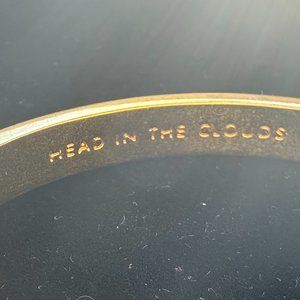 HEAD IN THE CLOUDS